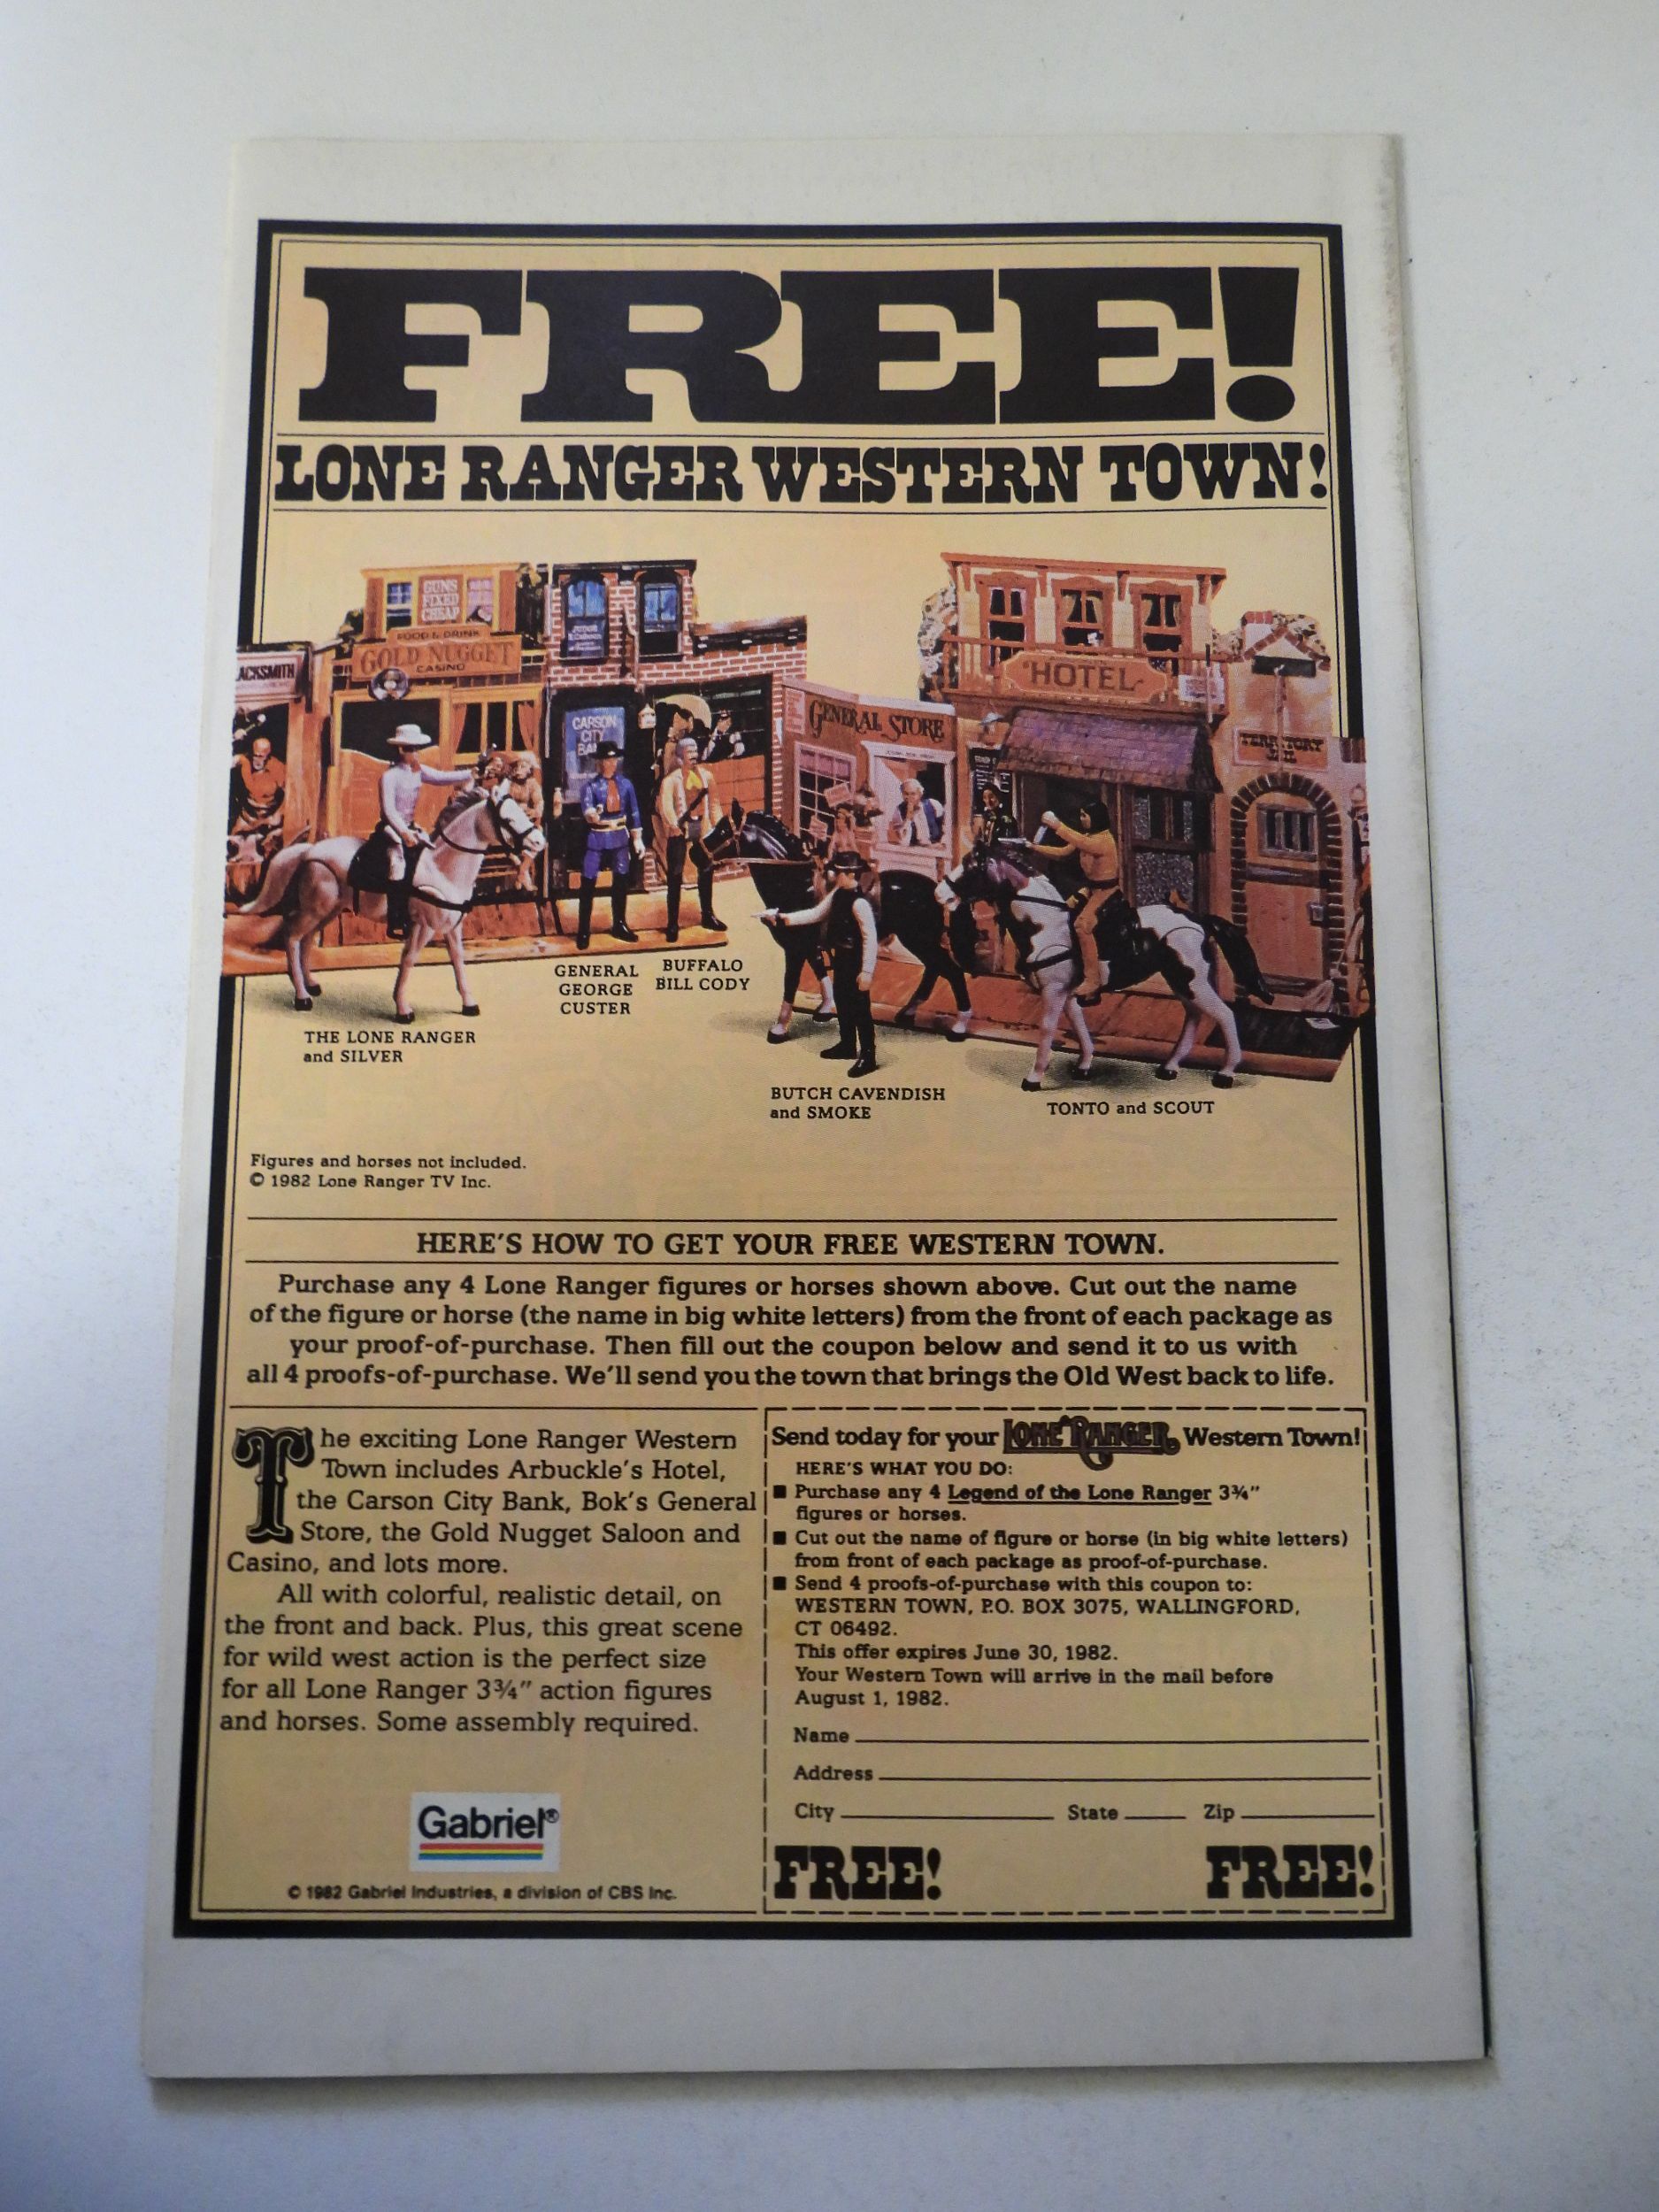 FREE!
LONE RANGER WESTERN TOWN!
GUNS
FIXED
CHEAP
FOOD & DRINK
GOLD NUGGET
CASINO
ACKSMITH
CARSON
CITY
BA
GENERAL STORE
HOTEL
TERRITORY
JAIL
GENERAL
GEORGE
CUSTER
BUFFALO
BILL CODY
THE LONE RANGER
and SILVER
BUTCH CAVENDISH
and SMOKE
TONTO and SCOUT
Figures and horses not included.
© 1982 Lone Ranger TV Inc.
HERE'S HOW TO GET YOUR FREE WESTERN TOWN.
Purchase any 4 Lone Ranger figures or horses shown above. Cut out the name
of the figure or horse (the name in big white letters) from the front of each package as
your proof-of-purchase. Then fill out the coupon below and send it to us with
all 4 proofs-of-purchase. We'll send you the town that brings the Old West back to life.
The exciting Lone Ranger Western
Town includes Arbuckle's Hotel,
the Carson City Bank, Bok's General
Store, the Gold Nugget Saloon and
Casino, and lots more.
All with colorful, realistic detail, on
the front and back. Plus, this great scene
for wild west action is the perfect size
for all Lone Ranger 3¾" action figures
and horses. Some assembly required.
Gabriel®
© 1982 Gabriel Industries, a division of CBS Inc.
Send today for your LONE RANGER Western Town!
HERE'S WHAT YOU DO:
■ Purchase any 4 Legend of the Lone Ranger 3¾"
figures or horses.
■ Cut out the name of figure or horse (in big white letters)
from front of each package as proof-of-purchase.
■ Send 4 proofs-of-purchase with this coupon to:
WESTERN TOWN, P.O. BOX 3075, WALLINGFORD,
CT 06492.
This offer expires June 30, 1982.
Your Western Town will arrive in the mail before
August 1, 1982.
Name
Address
City State Zip
FREE! FREE!